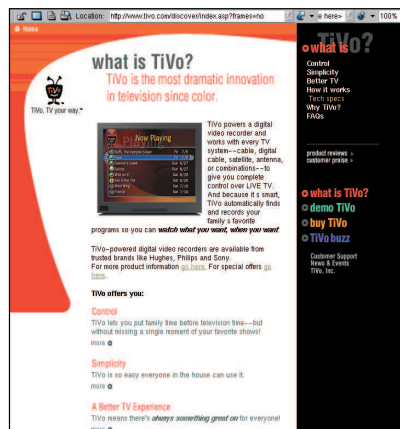 Location: http://www.tivo.com/discover/index.asp?frames=no
e here>
100%
Home
TiVo, TV your way.
what is TiVo?
TiVo is the most dramatic innovation
in television since color.
Now Playing
TiVo powers a digital
video recorder and
works with every TV
system--cable, digital
cable, satellite, antenna,
or combinations--to
give you complete
control over LIVE TV.
And because it is smart,
TiVo automatically finds
and records your
family's favorite
programs so you can watch what you want, when you want
TiVo-powered digital video recorders are available from
trusted brands like Hughes, Philips and Sony.
For more product information go here. For special offers go
here.
TiVo offers you:
Control
TiVo lets you put family time before television time--but
without missing a single moment of your favorite shows!
more
Simplicity
TiVo is so easy everyone in the house can use it.
more
A Better TV Experience
TiVo means there's always something great on for everyone!
more
TiVo?
what is
Control
Simplicity
Better TV
How it works
Tech specs
Why TiVo?
FAQs
product reviews
customer praise
what is TiVo?
demo TiVo
buy TiVo
TiVo buzz
Customer Support
News & Events
TiVo, Inc.